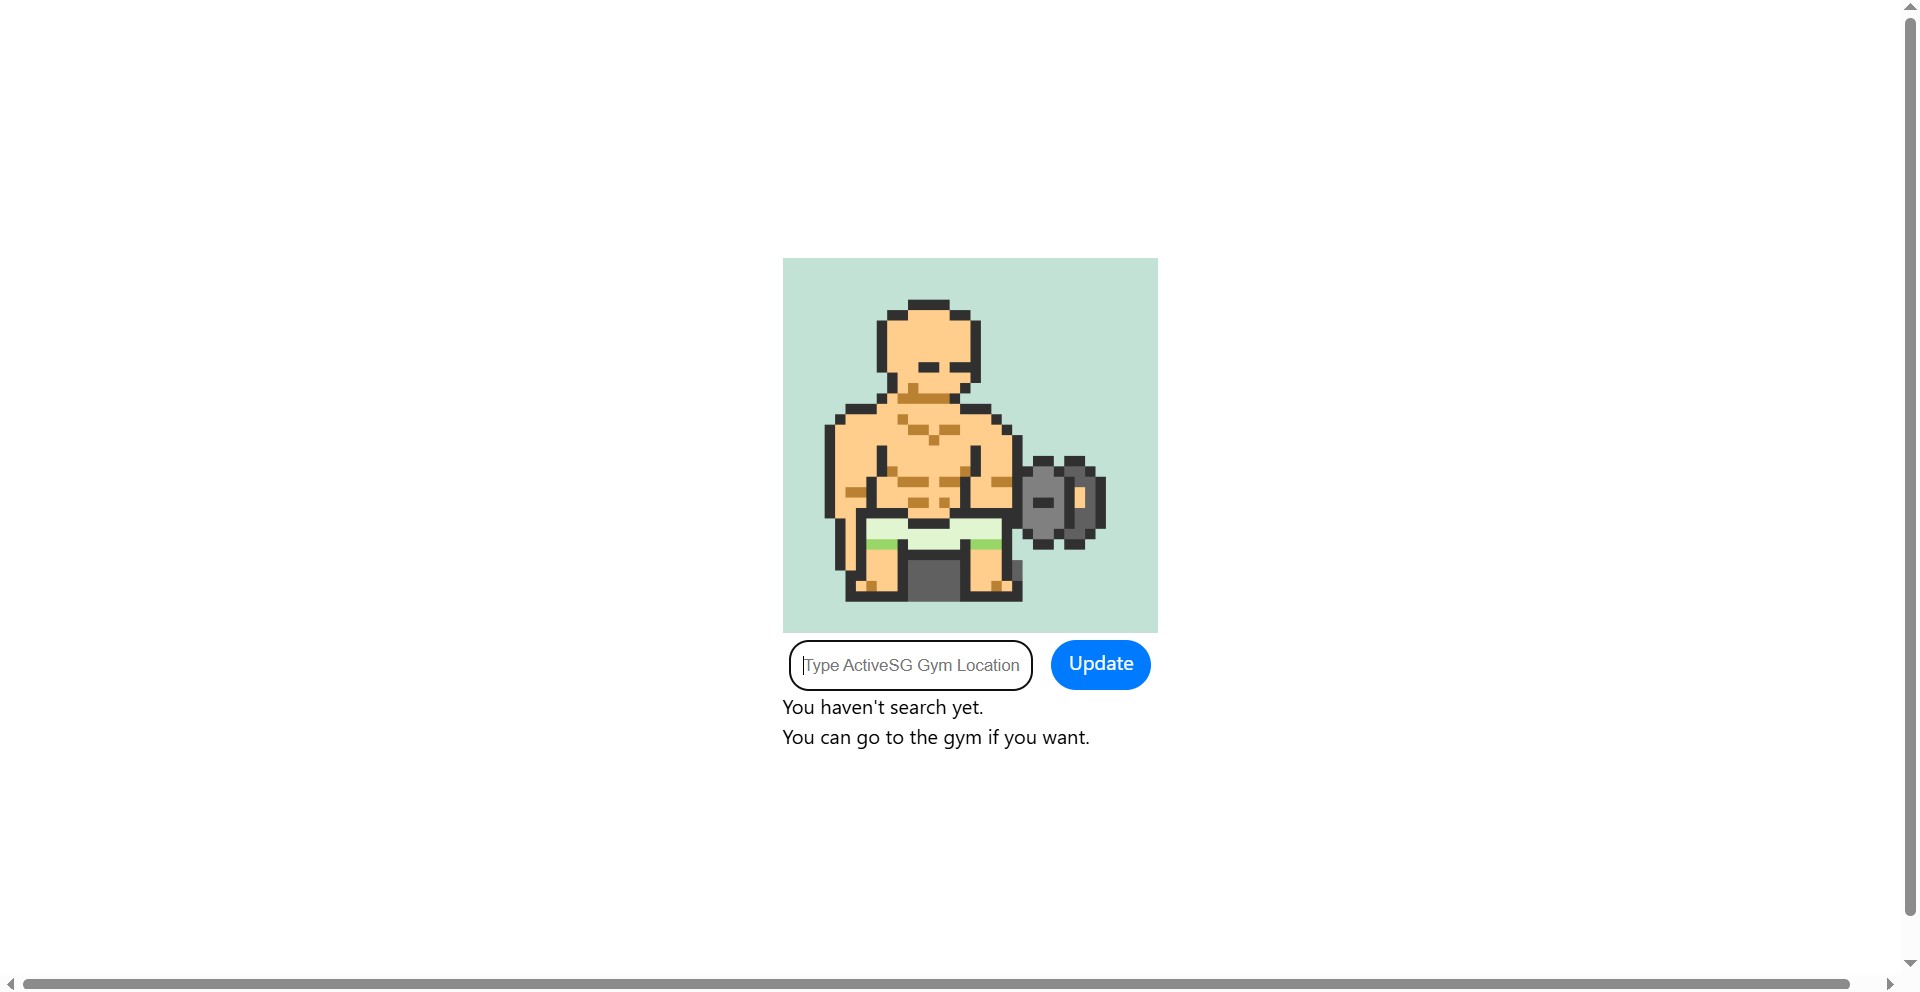 Type ActiveSG Gym Location
Update
You haven't search yet.
You can go to the gym if you want.